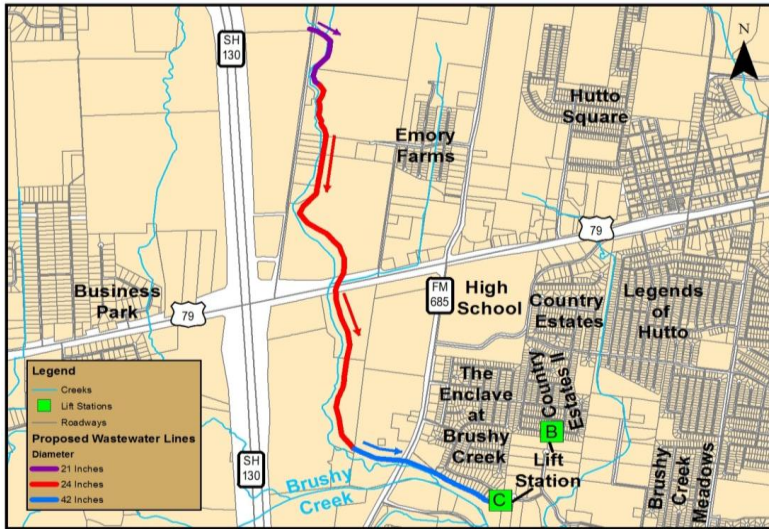 N
SH
130
Hutto
Square
Emory
Farms
79
Business
Park
79
FM
685
High
School
Country
Estates
Legends
of
Hutto
Legend
Creeks
Lift Stations
Roadways
Proposed Wastewater Lines
Diameter
21 Inches
24 Inches
42 Inches
The
Enclave
at
Brushy
Creek
Country
Estates II
B
Lift
Station
C
SH
130
Brushy
Creek
Brushy
Creek
Meadows